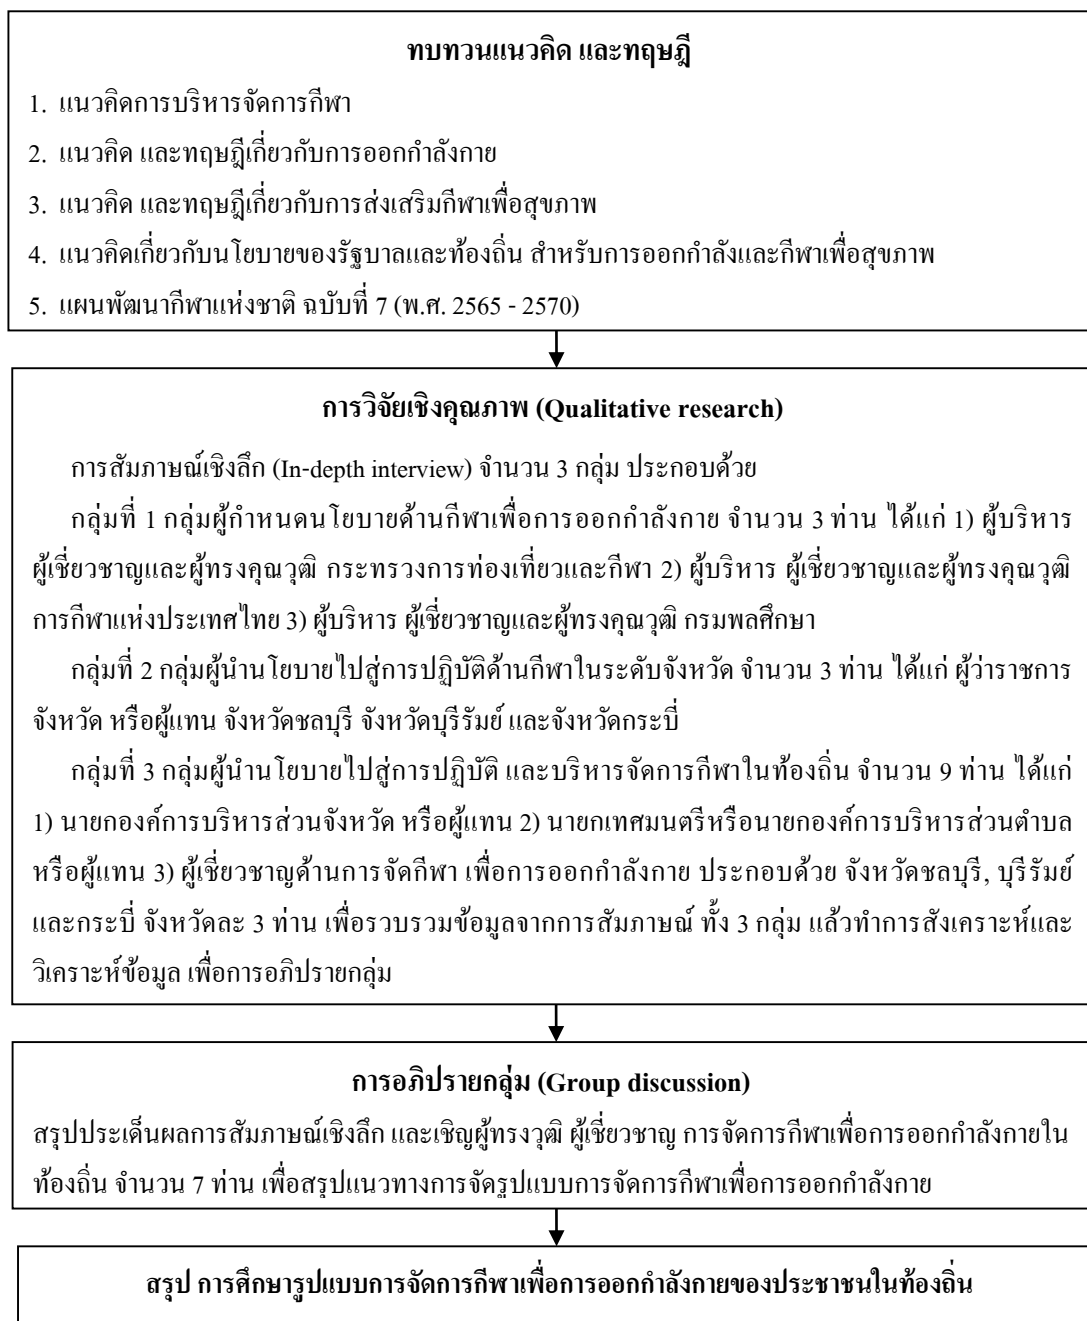 ทบทวนแนวคิด และทฤษฎี
1. แนวคิดการบริหารจัดการกีฬา
2. แนวคิด และทฤษฎีเกี่ยวกับการออกกำลังกาย
3. แนวคิด และทฤษฎีเกี่ยวกับการส่งเสริมกีฬาเพื่อสุขภาพ
4. แนวคิดเกี่ยวกับนโยบายของรัฐบาลและท้องถิ่น สำหรับการออกกำลังและกีฬาเพื่อสุขภาพ
5. แผนพัฒนากีฬาแห่งชาติ ฉบับที่ 7 (พ.ศ. 2565 - 2570)
การวิจัยเชิงคุณภาพ (Qualitative research)
การสัมภาษณ์เชิงลึก (In-depth interview) จำนวน 3 กลุ่ม ประกอบด้วย
กลุ่มที่ 1 กลุ่มผู้กำหนดนโยบายด้านกีฬาเพื่อการออกกำลังกาย จำนวน 3 ท่าน ได้แก่ 1) ผู้บริหาร
ผู้เชี่ยวชาญและผู้ทรงคุณวุฒิ กระทรวงการท่องเที่ยวและกีฬา 2) ผู้บริหาร ผู้เชี่ยวชาญและผู้ทรงคุณวุฒิ
การกีฬาแห่งประเทศไทย 3) ผู้บริหาร ผู้เชี่ยวชาญและผู้ทรงคุณวุฒิ กรมพลศึกษา
กลุ่มที่ 2 กลุ่มผู้นำนโยบายไปสู่การปฏิบัติด้านกีฬาในระดับจังหวัด จำนวน 3 ท่าน ได้แก่ ผู้ว่าราชการ
จังหวัด หรือผู้แทน จังหวัดชลบุรี จังหวัดบุรีรัมย์ และจังหวัดกระบี่
กลุ่มที่ 3 กลุ่มผู้นำนโยบายไปสู่การปฏิบัติ และบริหารจัดการกีฬาในท้องถิ่น จำนวน 9 ท่าน ได้แก่
1) นายกองค์การบริหารส่วนจังหวัด หรือผู้แทน 2) นายกเทศมนตรีหรือนายกองค์การบริหารส่วนตำบล
หรือผู้แทน 3) ผู้เชี่ยวชาญด้านการจัดกีฬา เพื่อการออกกำลังกาย ประกอบด้วย จังหวัดชลบุรี, บุรีรัมย์
และกระบี่ จังหวัดละ 3 ท่าน เพื่อรวบรวมข้อมูลจากการสัมภาษณ์ ทั้ง 3 กลุ่ม แล้วทำการสังเคราะห์และ
วิเคราะห์ข้อมูล เพื่อการอภิปรายกลุ่ม
การอภิปรายกลุ่ม (Group discussion)
สรุปประเด็นผลการสัมภาษณ์เชิงลึก และเชิญผู้ทรงวุฒิ ผู้เชี่ยวชาญ การจัดการกีฬาเพื่อการออกกำลังกายใน
ท้องถิ่น จำนวน 7 ท่าน เพื่อสรุปแนวทางการจัดรูปแบบการจัดการกีฬาเพื่อการออกกำลังกาย
สรุป การศึกษารูปแบบการจัดการกีฬาเพื่อการออกกำลังกายของประชาชนในท้องถิ่น